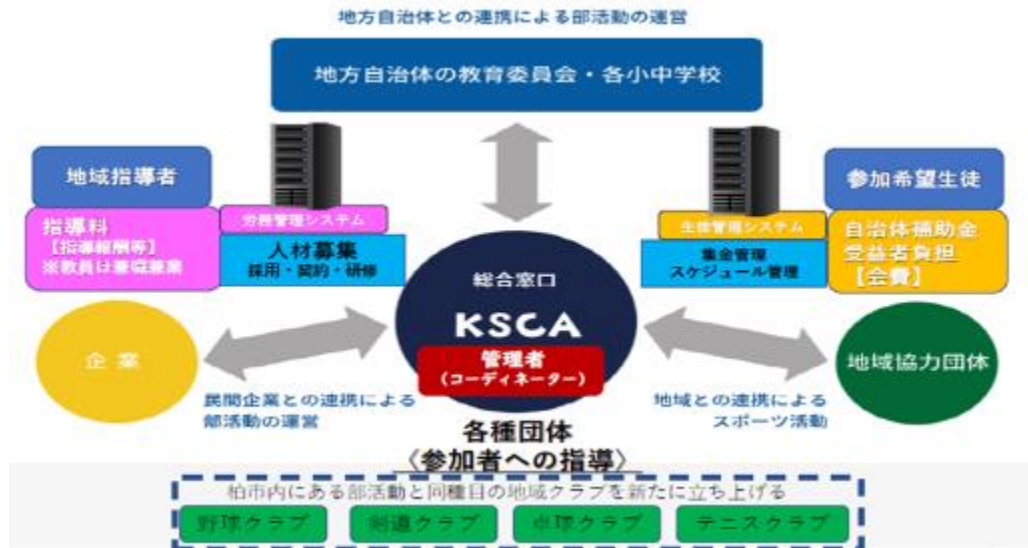 地方自治体との連携による部活動の運営
地方自治体の教育委員会・各小中学校
地域指導者
指導料
【指導報酬等】
※教員は兼職兼業
労務管理システム
人材募集
採用・契約・研修
生徒管理システム
集金管理
スケジュール管理
参加希望生徒
自治体補助金
受益者負担
【会費】
総合窓口
KSCA
管理者
(コーディネーター)
企業
地域協力団体
民間企業との連携による
部活動の運営
地域との連携による
スポーツ活動
各種団体
〈参加者への指導〉
柏市内にある部活動と同種目の地域クラブを新たに立ち上げる
野球クラブ
剣道クラブ
卓球クラブ
テニスクラブ